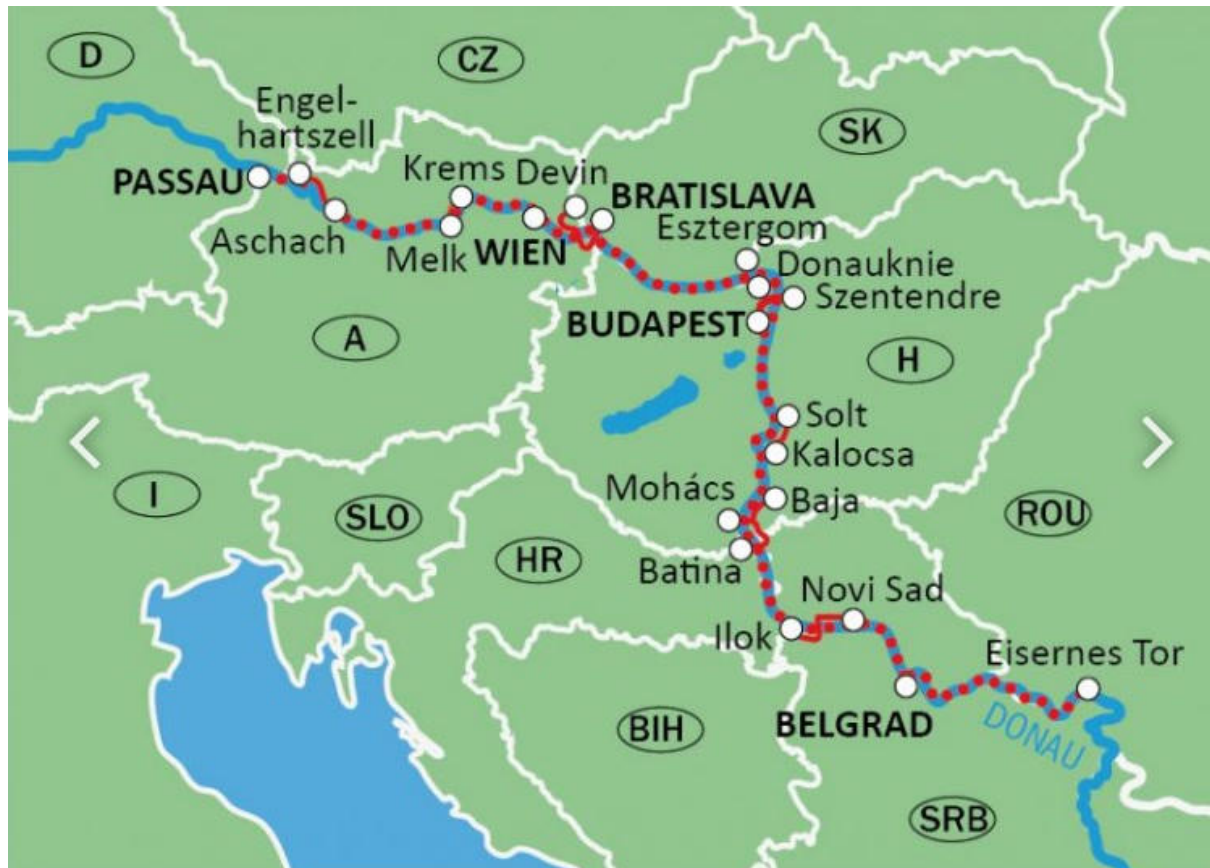 D
CZ
Engel-
hartszell
SK
PASSAU
Krems
Devin
BRATISLAVA
Esztergom
Aschach
Melk
WIEN
Donauknie
Szentendre
BUDAPEST
A
H
Solt
Kalocsa
I
SLO
Mohács
Baja
ROU
HR
Batina
Novi Sad
Ilok
Eisernes Tor
BIH
BELGRAD
DONAU
SRB